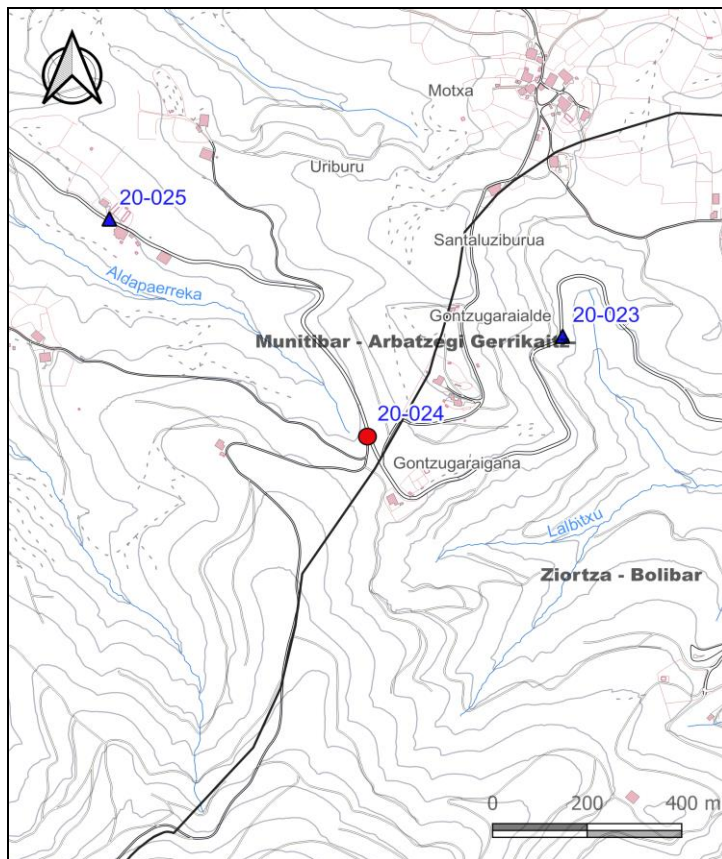 Motxa
Uriburu
20-025
Santaluziburua
Aldapaerreka
Gontzugaraialde
20-023
Munitibar - Arbatzegi Gerrikaitz
20-024
Gontzugaraigana
Lalbitxu
Ziortza - Bolibar
0 200 400 m